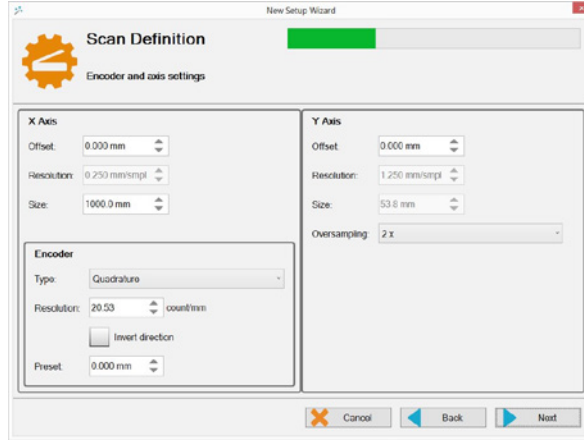 New Setup Wizard
Scan Definition
Encoder and axis settings
X Axis
Offset: 0.000 mm
Resolution: 0.250 mm/smpl
Size: 1000.0 mm
Encoder
Type: Quadrature
Resolution: 20.53 count/mm
Invert direction
Preset: 0.000 mm
Y Axis
Offset: 0.000 mm
Resolution: 1.250 mm/smpl
Size: 53.8 mm
Oversampling: 2 x
Cancel Back Next